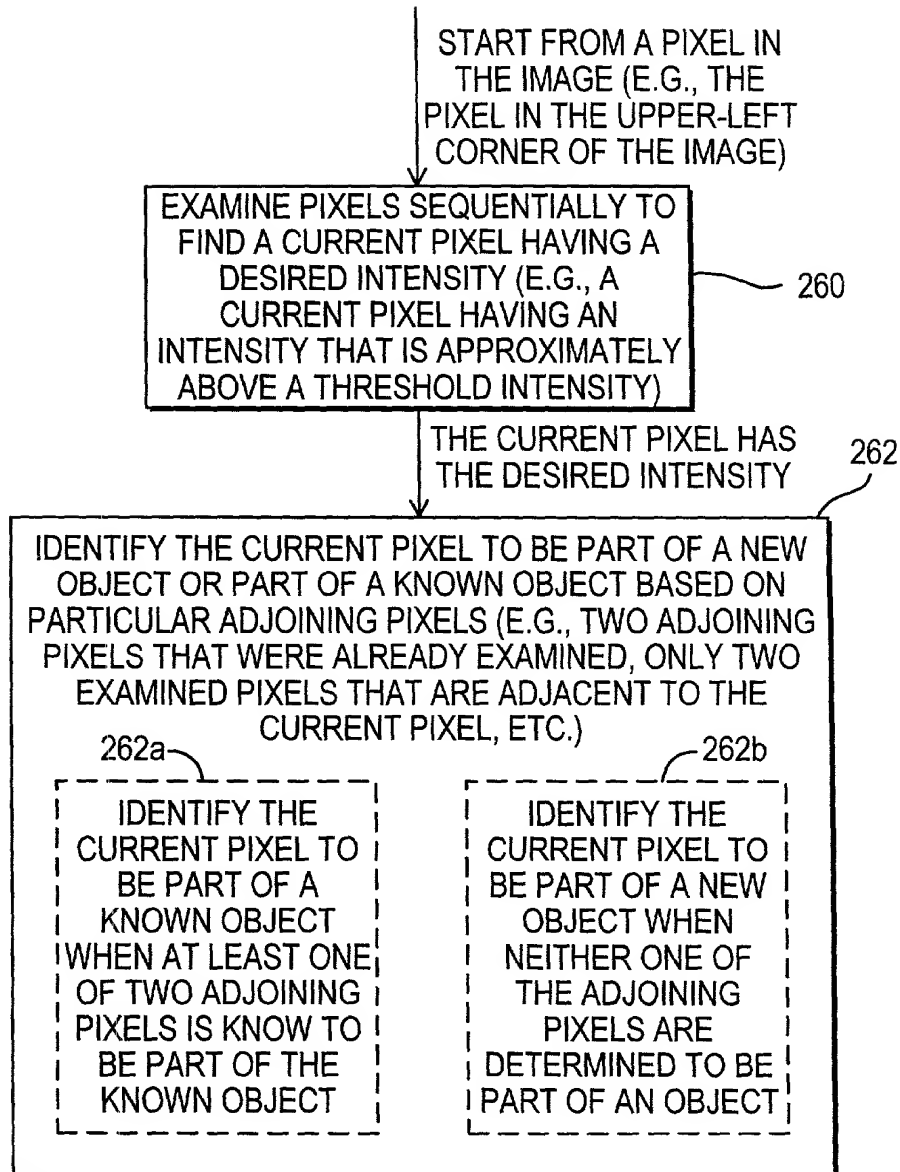 START FROM A PIXEL IN
THE IMAGE (E.G., THE
PIXEL IN THE UPPER-LEFT
CORNER OF THE IMAGE)
EXAMINE PIXELS SEQUENTIALLY TO
FIND A CURRENT PIXEL HAVING A
DESIRED INTENSITY (E.G., A
CURRENT PIXEL HAVING AN
INTENSITY THAT IS APPROXIMATELY
ABOVE A THRESHOLD INTENSITY)
260
THE CURRENT PIXEL HAS
THE DESIRED INTENSITY
262
IDENTIFY THE CURRENT PIXEL TO BE PART OF A NEW
OBJECT OR PART OF A KNOWN OBJECT BASED ON
PARTICULAR ADJOINING PIXELS (E.G., TWO ADJOINING
PIXELS THAT WERE ALREADY EXAMINED, ONLY TWO
EXAMINED PIXELS THAT ARE ADJACENT TO THE
CURRENT PIXEL, ETC.)
262a
IDENTIFY THE
CURRENT PIXEL TO
BE PART OF A
KNOWN OBJECT
WHEN AT LEAST ONE
OF TWO ADJOINING
PIXELS IS KNOW TO
BE PART OF THE
KNOWN OBJECT
262b
IDENTIFY THE
CURRENT PIXEL TO
BE PART OF A NEW
OBJECT WHEN
NEITHER ONE OF
THE ADJOINING
PIXELS ARE
DETERMINED TO BE
PART OF AN OBJECT